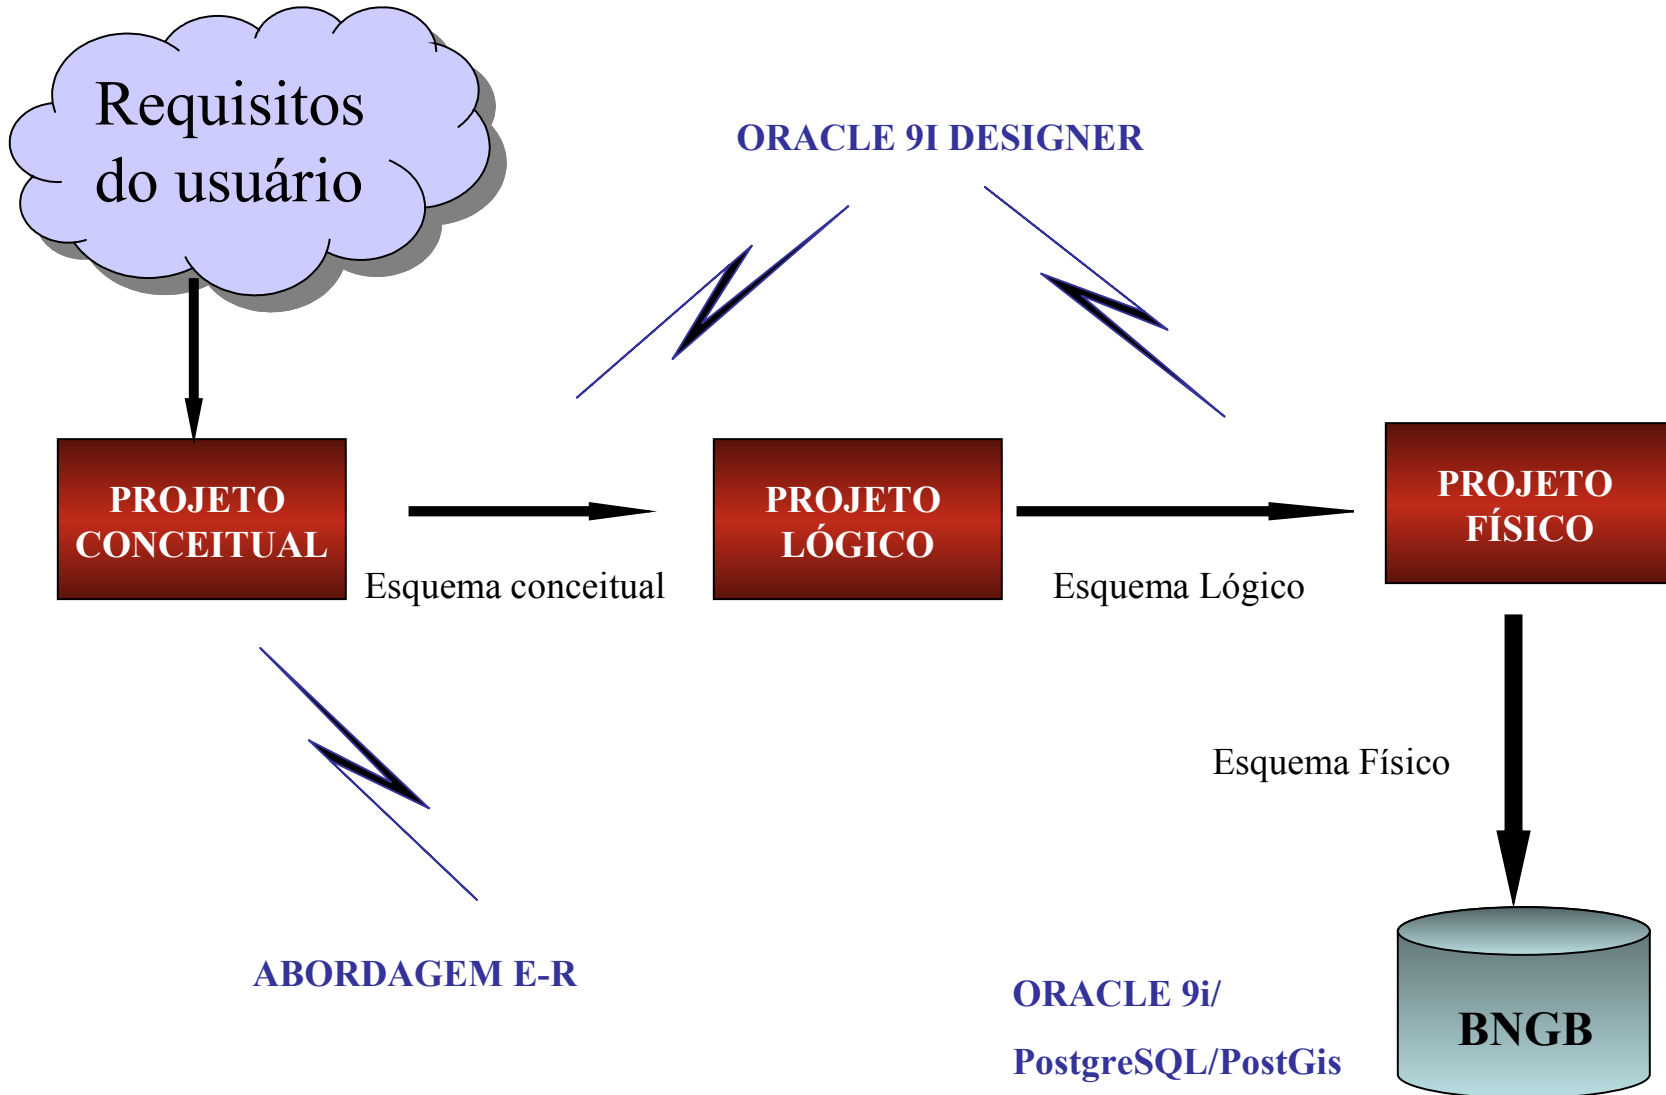 Requisitos
do usuário
ORACLE 9I DESIGNER
PROJETO
CONCEITUAL
Esquema conceitual
PROJETO
LÓGICO
Esquema Lógico
PROJETO
FÍSICO
Esquema Físico
ABORDAGEM E-R
ORACLE 9i/
PostgreSQL/PostGis
BNGB